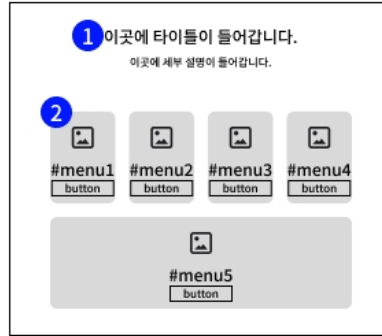 1 이곳에 타이틀이 들어갑니다.
이곳에 세부 설명이 들어갑니다.
2
#menu1 #menu2 #menu3 #menu4
button button button button
#menu5
button